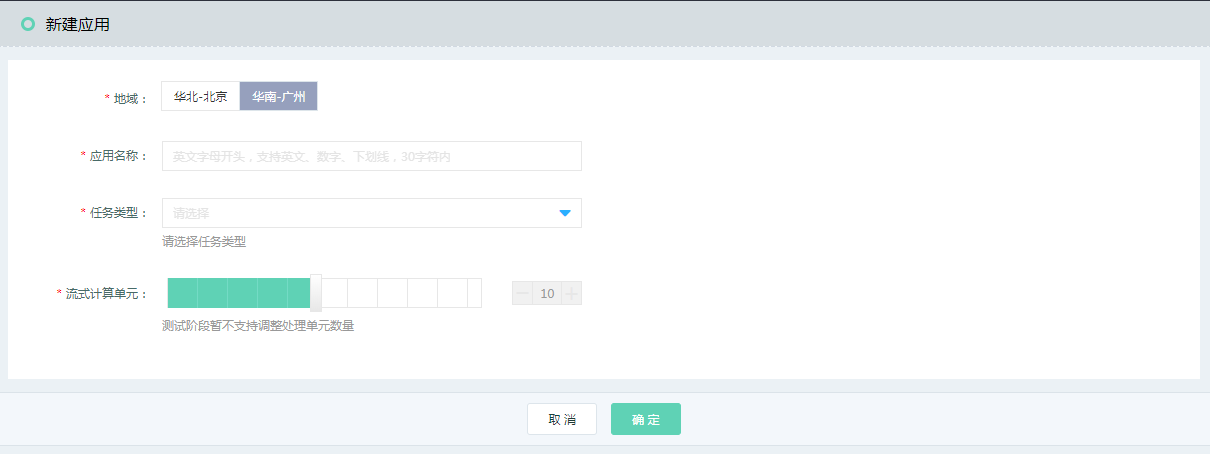 新建应用
* 地域： 华北-北京 华南-广州
* 应用名称： 英文字母开头，支持英文、数字、下划线，30字符内
* 任务类型： 请选择
请选择任务类型
* 流式计算单元： 10
测试阶段暂不支持调整处理单元数量
取消 确定